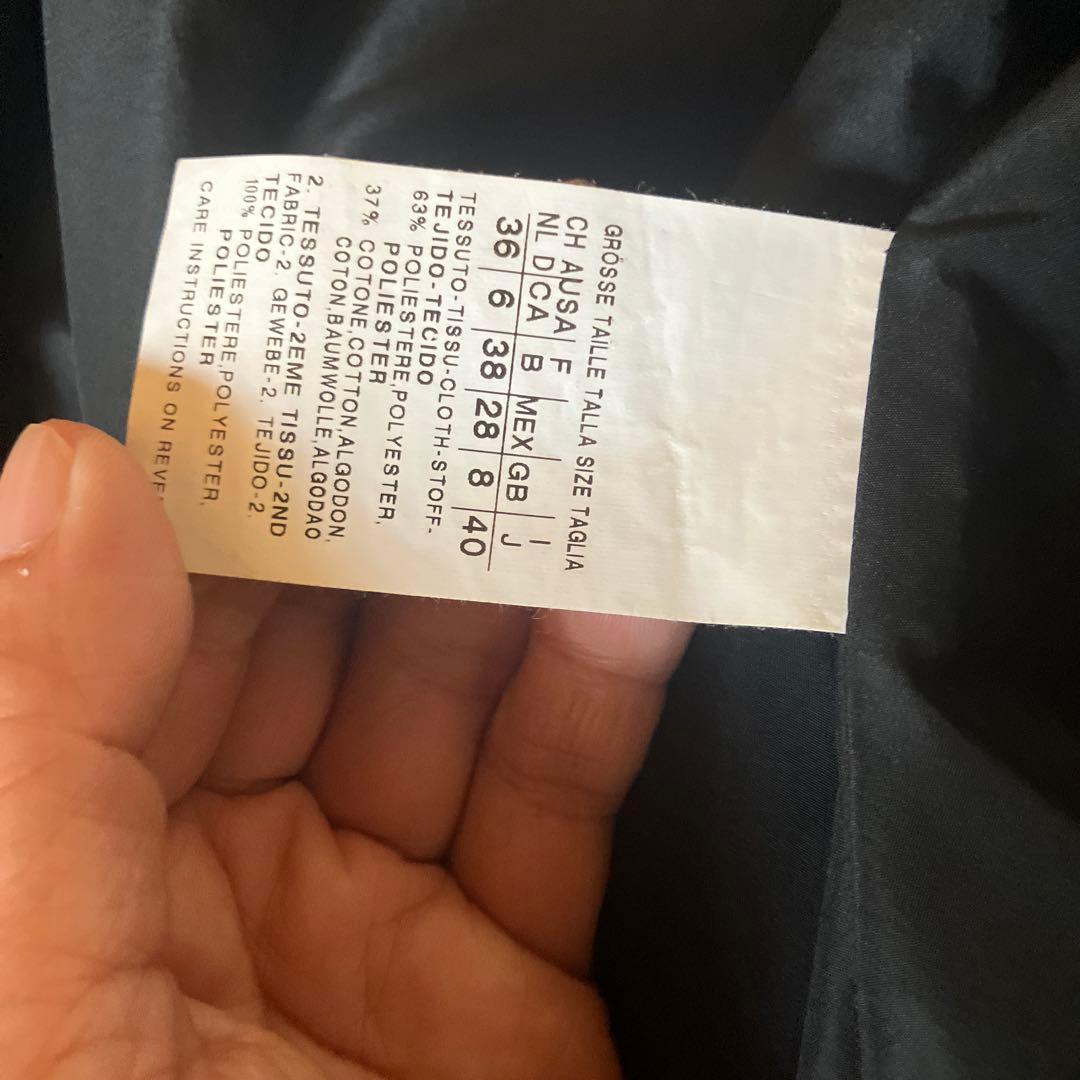 GRÖSSE TAILLE TALLA SIZE TAGLIA
CH A USA F I
NL D CA B MEX GB J
36 6 38 28 8 40
TESSUTO-TISSU-CLOTH-STOFF-
TEJIDO-TECIDO
63% POLIESTERE,POLYESTER,
POLIESTER
37% COTONE,COTTON,ALGODON,
COTON,BAUMWOLLE,ALGODAO
2. TESSUTO-2EME TISSU-2ND
FABRIC-2, GEWEBE-2, TEJIDO-2,
TECIDO
100% POLIESTERE,POLYESTER,
POLIESTER
CARE INSTRUCTIONS ON